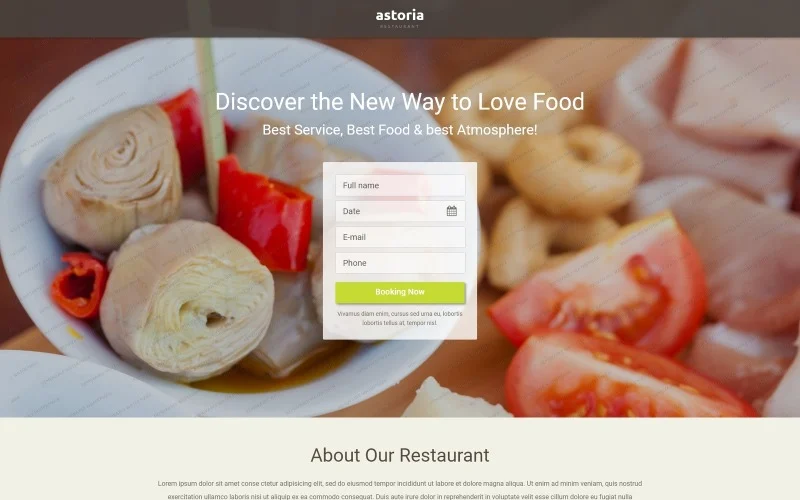 astoria
RESTAURANT
Discover the New Way to Love Food
Best Service, Best Food & best Atmosphere!
Full name
Date
E-mail
Phone
Booking Now
Vivamus diam enim, cursus sed urna eu, lobortis
lobortis tellus at, tempor nisl.
About Our Restaurant
Lorem ipsum dolor sit amet conse ctetur adipisicing elit, sed do eiusmod tempor incididunt ut labore et dolore magna aliqua. Ut enim ad minim veniam, quis nostrud
exercitation ullamco laboris nisi ut aliquip ex ea commodo consequat. Duis aute irure dolor in reprehenderit in voluptate velit esse cillum dolore eu fugiat nulla